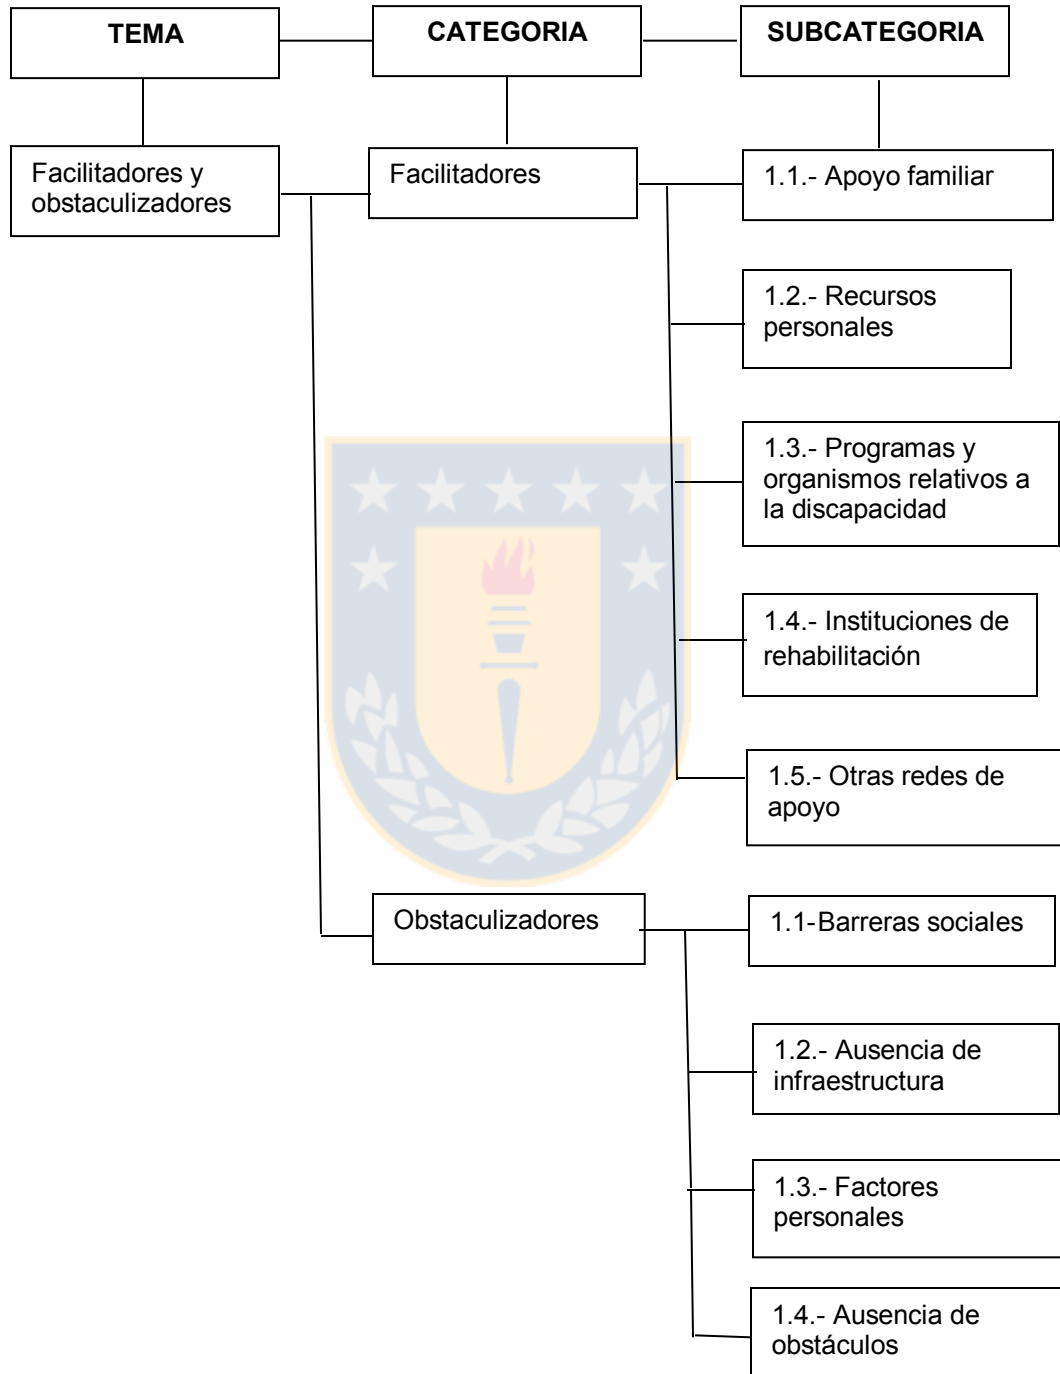 TEMA
CATEGORIA
SUBCATEGORIA
Facilitadores y
obstaculizadores
Facilitadores
1.1.- Apoyo familiar
1.2.- Recursos
personales
1.3.- Programas y
organismos relativos a
la discapacidad
1.4.- Instituciones de
rehabilitación
1.5.- Otras redes de
apoyo
Obstaculizadores
1.1-Barreras sociales
1.2.- Ausencia de
infraestructura
1.3.- Factores
personales
1.4.- Ausencia de
obstáculos